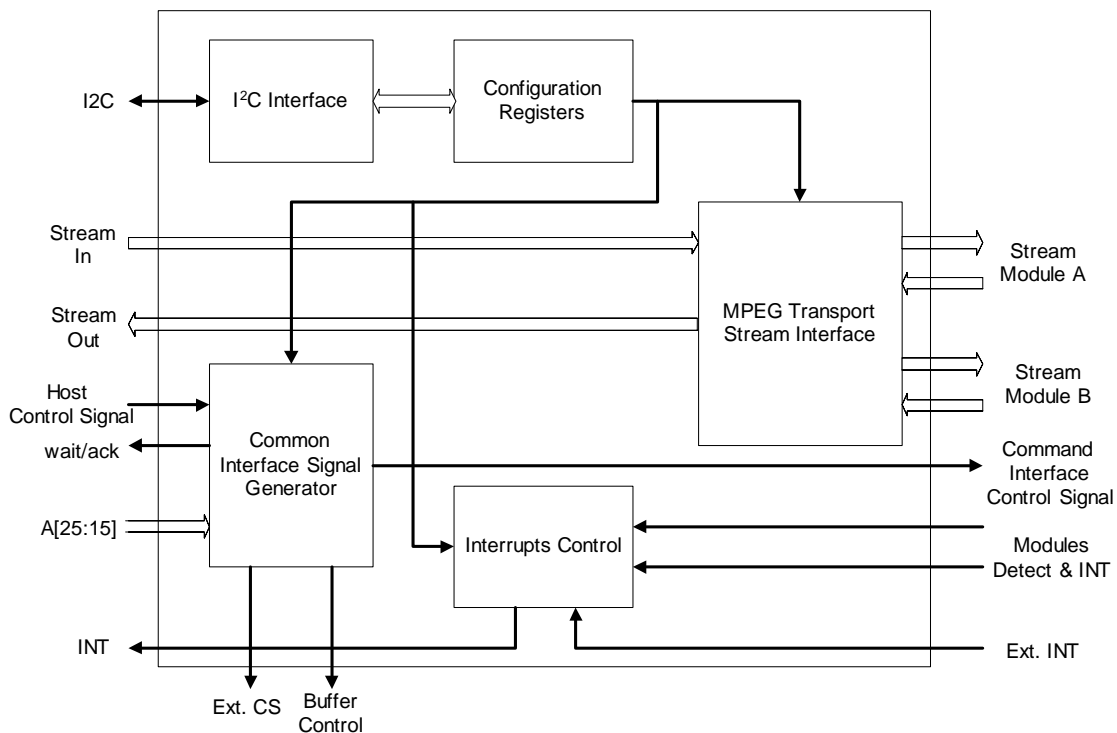 I2C
I²C Interface
Configuration
Registers
Stream
In
Stream
Out
MPEG Transport
Stream Interface
Stream
Module A
Stream
Module B
Host
Control Signal
wait/ack
A[25:15]
Common
Interface Signal
Generator
Command
Interface
Control Signal
Interrupts Control
Modules
Detect & INT
INT
Ext. INT
Ext. CS
Buffer
Control